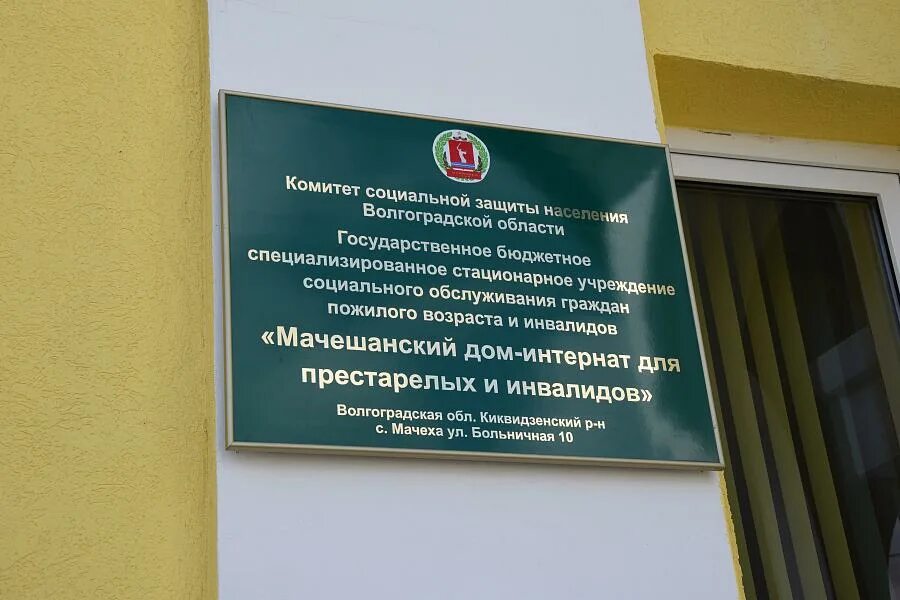 Комитет социальной защиты населения
Волгоградской области
Государственное бюджетное
специализированное стационарное учреждение
социального обслуживания граждан
пожилого возраста и инвалидов
«Мачешанский дом-интернат для
престарелых и инвалидов»
Волгоградская обл. Киквидзенский р-н
с. Мачеха ул. Больничная 10